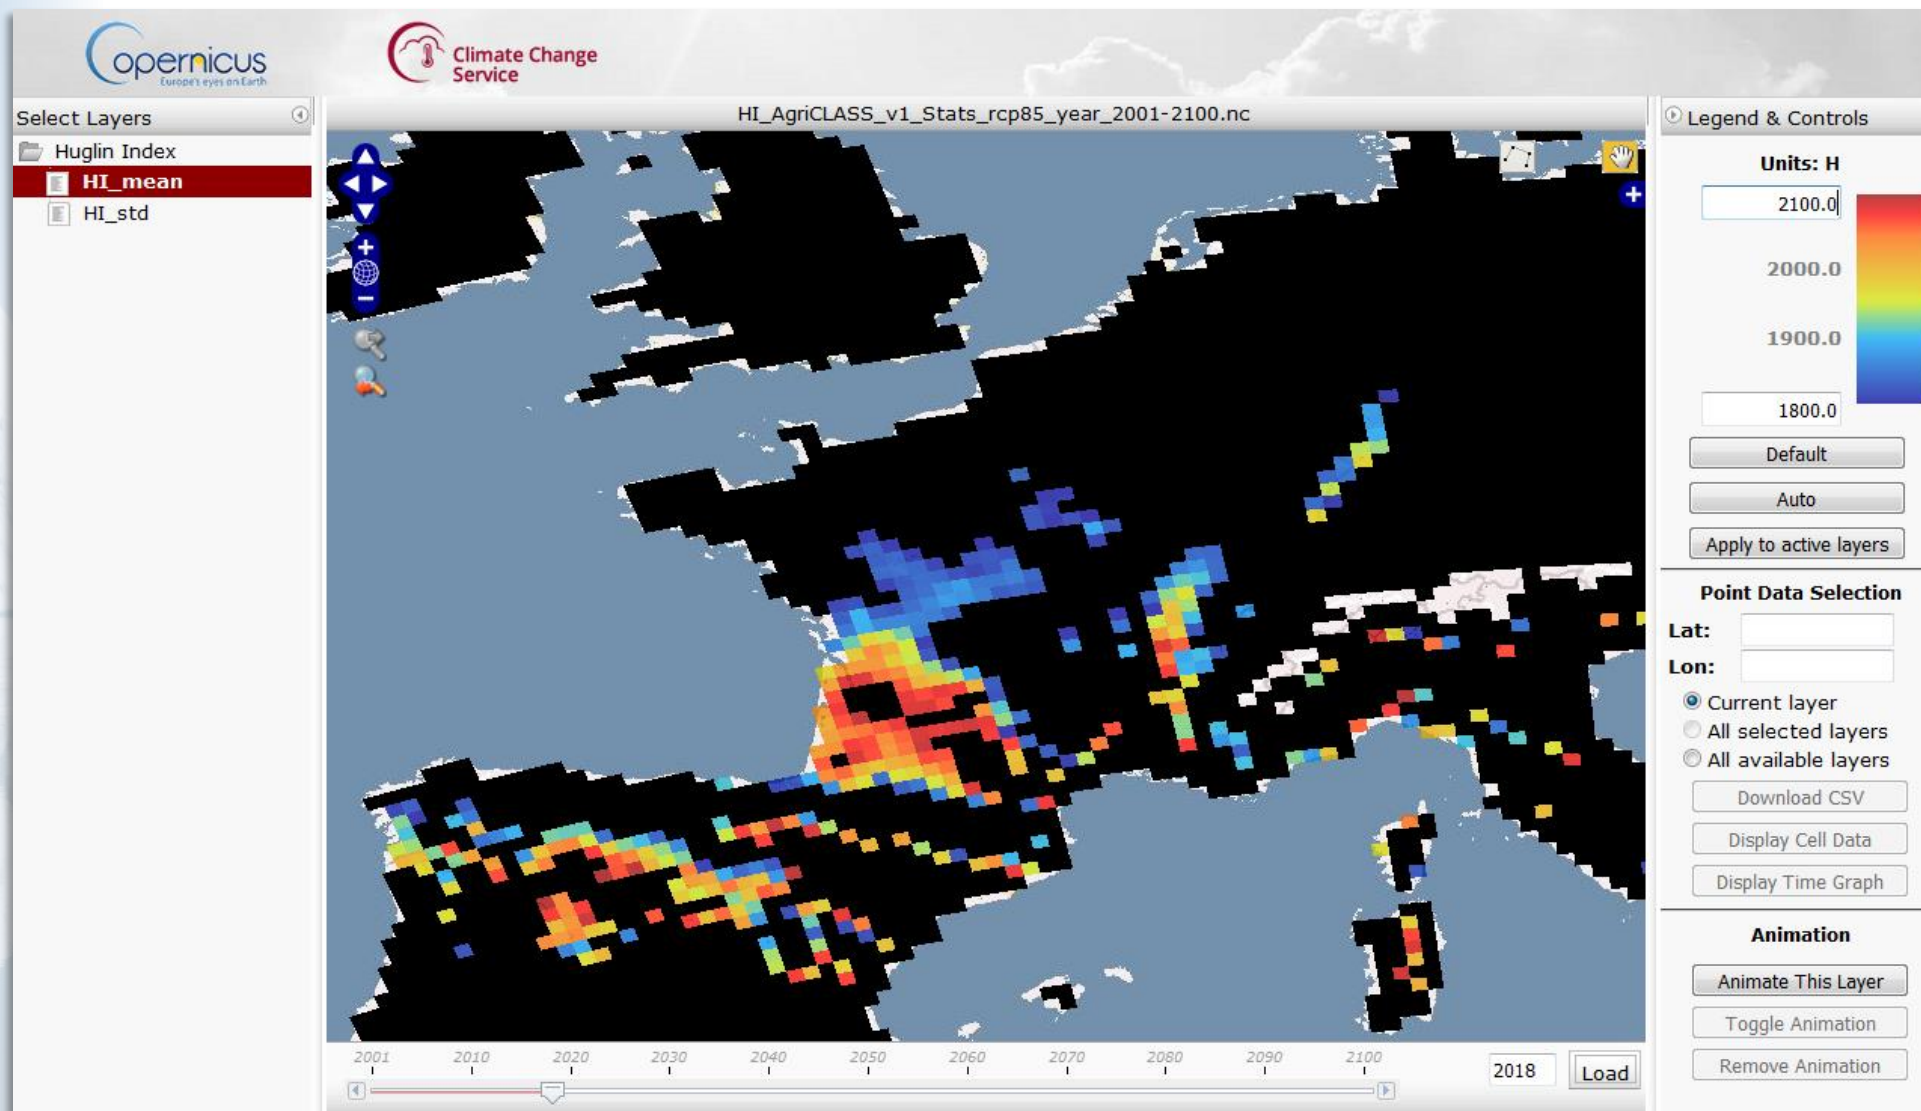 Copernicus
Europe's eyes on Earth
Climate Change
Service
Select Layers
HI_AgriCLASS_v1_Stats_rcp85_year_2001-2100.nc
Legend & Controls
Huglin Index
HI_mean
HI_std
Units: H
2100.0
2000.0
1900.0
1800.0
Default
Auto
Apply to active layers
Point Data Selection
Lat:
Lon:
Current layer
All selected layers
All available layers
Download CSV
Display Cell Data
Display Time Graph
Animation
Animate This Layer
Toggle Animation
Remove Animation
2001 2010 2020 2030 2040 2050 2060 2070 2080 2090 2100
2018 Load